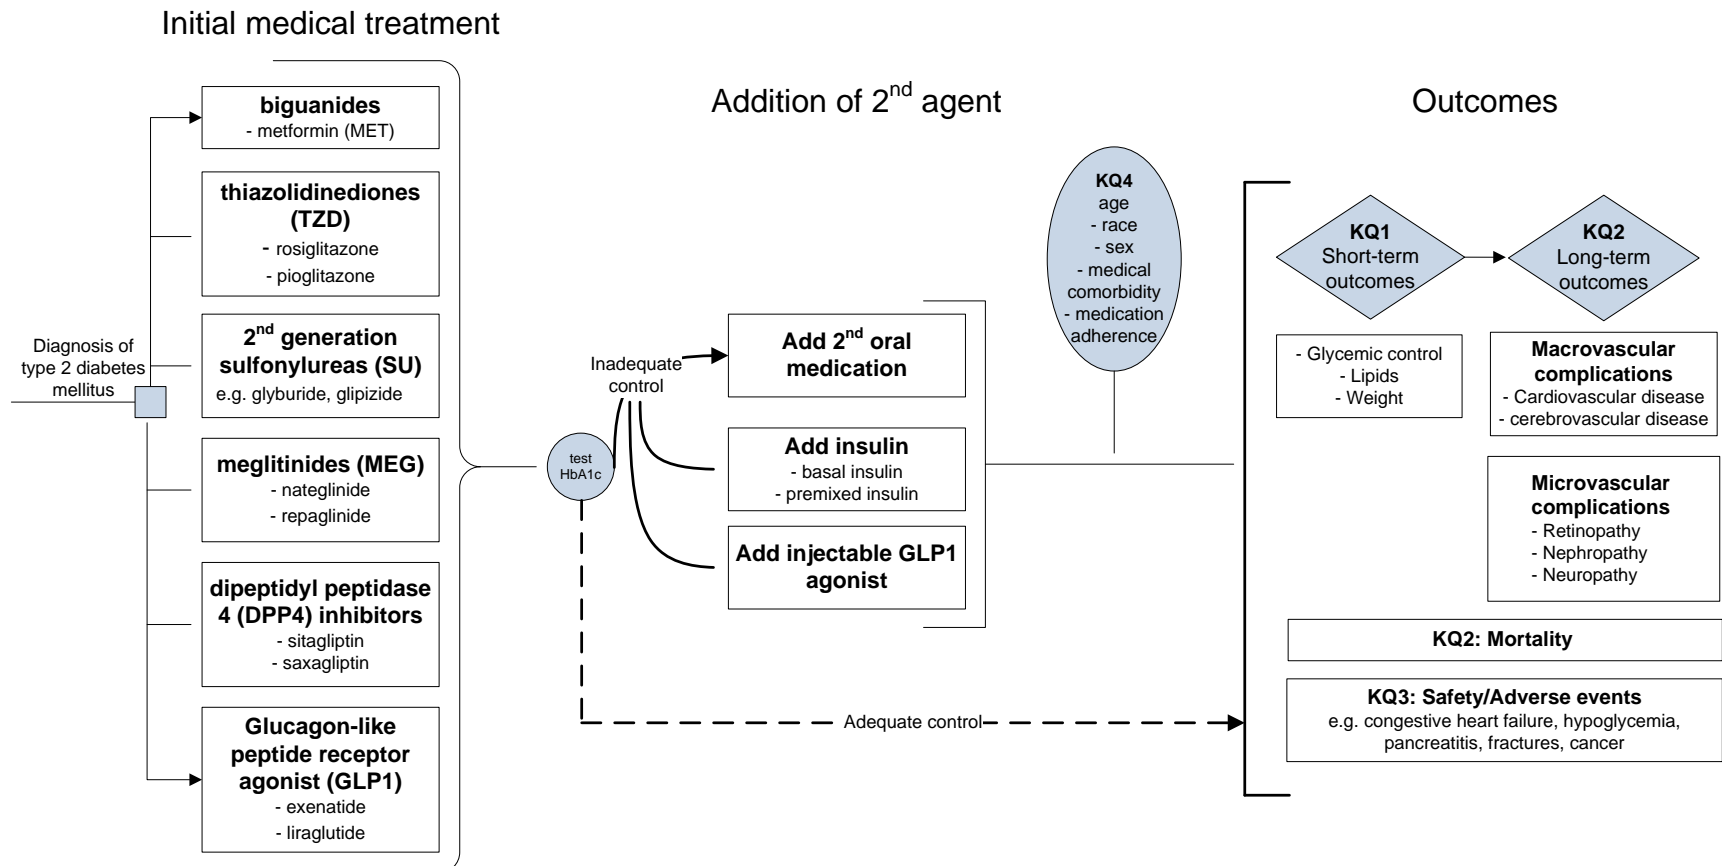 Initial medical treatment
biguanides
- metformin (MET)
thiazolidinediones
(TZD)
- rosiglitazone
- pioglitazone
2nd generation
sulfonylureas (SU)
e.g. glyburide, glipizide
meglitinides (MEG)
- nateglinide
- repaglinide
dipeptidyl peptidase
4 (DPP4) inhibitors
- sitagliptin
- saxagliptin
Glucagon-like
peptide receptor
agonist (GLP1)
- exenatide
- liraglutide
Diagnosis of
type 2 diabetes
mellitus
test
HbA1c
Inadequate
control
Adequate control
Addition of 2nd agent
Add 2nd oral
medication
Add insulin
- basal insulin
- premixed insulin
Add injectable GLP1
agonist
KQ4
age
- race
- sex
- medical
comorbidity
- medication
adherence
Outcomes
KQ1
Short-term
outcomes
KQ2
Long-term
outcomes
- Glycemic control
- Lipids
- Weight
Macrovascular
complications
- Cardiovascular disease
- cerebrovascular disease
Microvascular
complications
- Retinopathy
- Nephropathy
- Neuropathy
KQ2: Mortality
KQ3: Safety/Adverse events
e.g. congestive heart failure, hypoglycemia,
pancreatitis, fractures, cancer